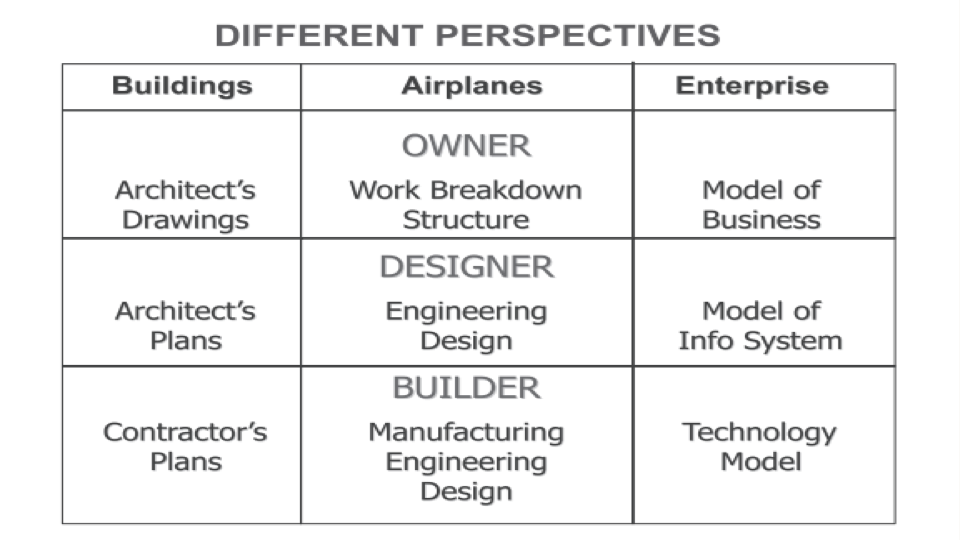 DIFFERENT PERSPECTIVES
Buildings Airplanes Enterprise
OWNER
Architect’s Work Breakdown Model of
Drawings Structure Business
DESIGNER
Architect’s Engineering Model of
Plans Design Info System
BUILDER
Contractor’s Manufacturing Technology
Plans Engineering Model
Design